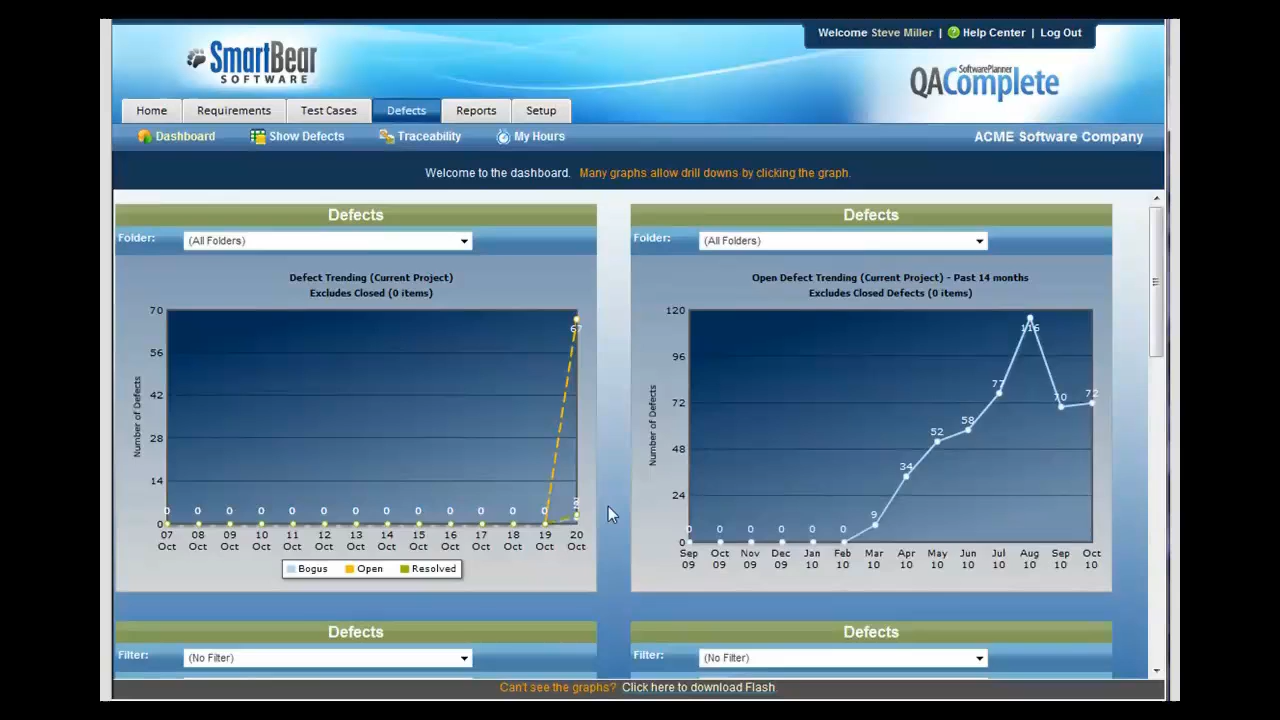 Welcome Steve Miller | Help Center | Log Out
SmartBear
SOFTWARE
SoftwarePlanner
QAComplete
Home Requirements Test Cases Defects Reports Setup
Dashboard Show Defects Traceability My Hours ACME Software Company
Welcome to the dashboard. Many graphs allow drill downs by clicking the graph.
Defects
Folder: (All Folders)
Defect Trending (Current Project)
Excludes Closed (0 items)
Number of Defects
70
56
42
28
14
0
67
0 0 0 0 0 0 0 0 0 0 0 0 0
07 08 09 10 11 12 13 14 15 16 17 18 19 20
Oct Oct Oct Oct Oct Oct Oct Oct Oct Oct Oct Oct Oct Oct
Bogus Open Resolved
Defects
Folder: (All Folders)
Open Defect Trending (Current Project) - Past 14 months
Excludes Closed Defects (0 items)
Number of Defects
120
96
72
48
24
0
0 0 0 0 0 0 9 34 52 58 77 116 70 72
Sep Oct Nov Dec Jan Feb Mar Apr May Jun Jul Aug Sep Oct
09 09 09 09 10 10 10 10 10 10 10 10 10 10
Defects
Filter: (No Filter)
Defects
Filter: (No Filter)
Can't see the graphs? Click here to download Flash